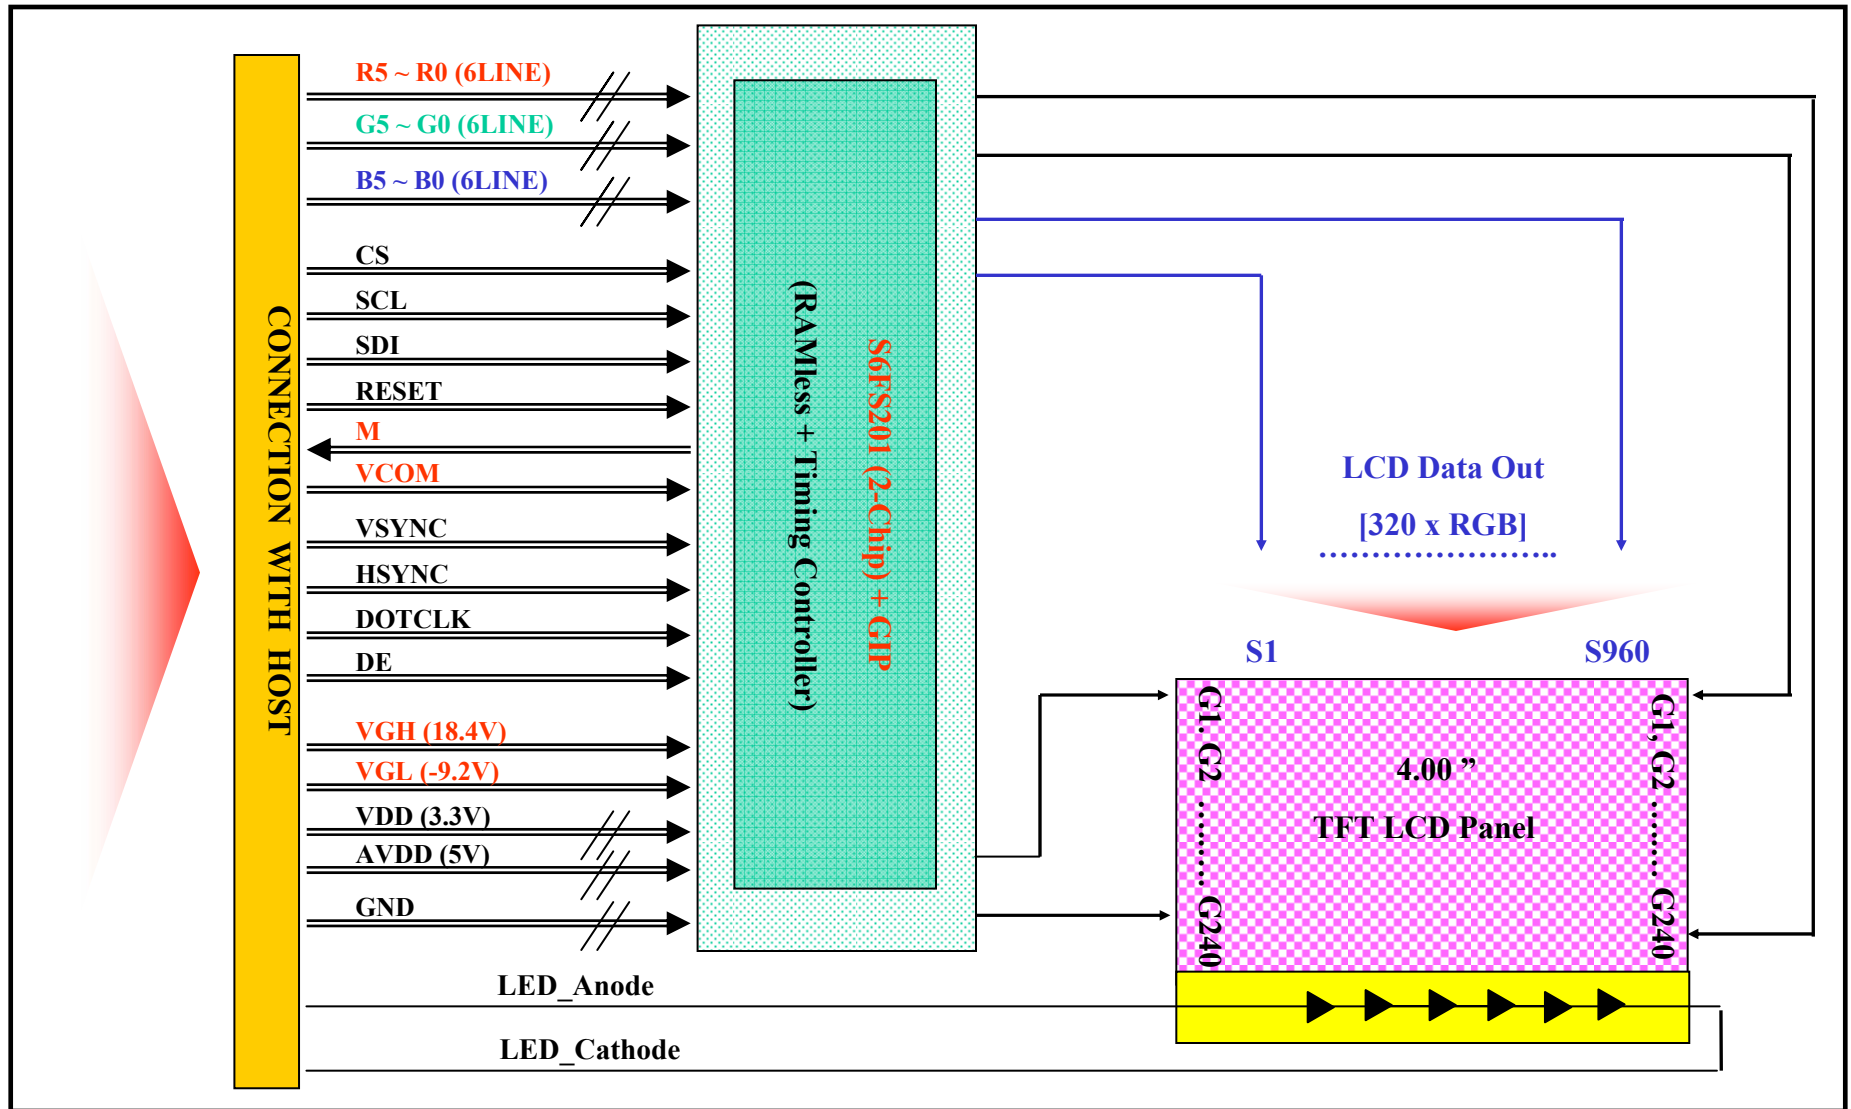 CONNECTION WITH HOST
R5 ~ R0 (6LINE)
G5 ~ G0 (6LINE)
B5 ~ B0 (6LINE)
CS
SCL
SDI
RESET
M
VCOM
VSYNC
HSYNC
DOTCLK
DE
VGH (18.4V)
VGL (-9.2V)
VDD (3.3V)
AVDD (5V)
GND
LED_Anode
LED_Cathode
S6FS201 (2-Chip) + GIP
(RAMless + Timing Controller)
LCD Data Out
[320 x RGB]
........................
S1
S960
G1. G2 ......... G240
4.00 ”
TFT LCD Panel
G1, G2 ......... G240